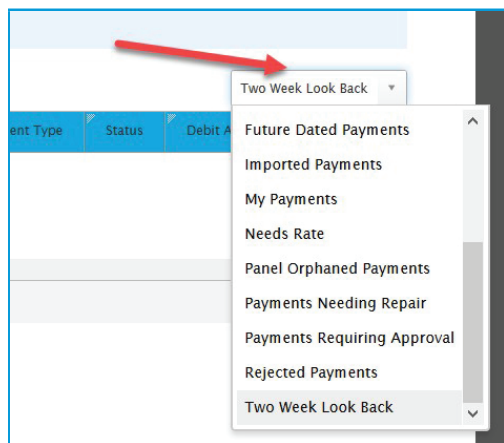 Two Week Look Back
ent Type Status Debit A
Future Dated Payments
Imported Payments
My Payments
Needs Rate
Panel Orphaned Payments
Payments Needing Repair
Payments Requiring Approval
Rejected Payments
Two Week Look Back